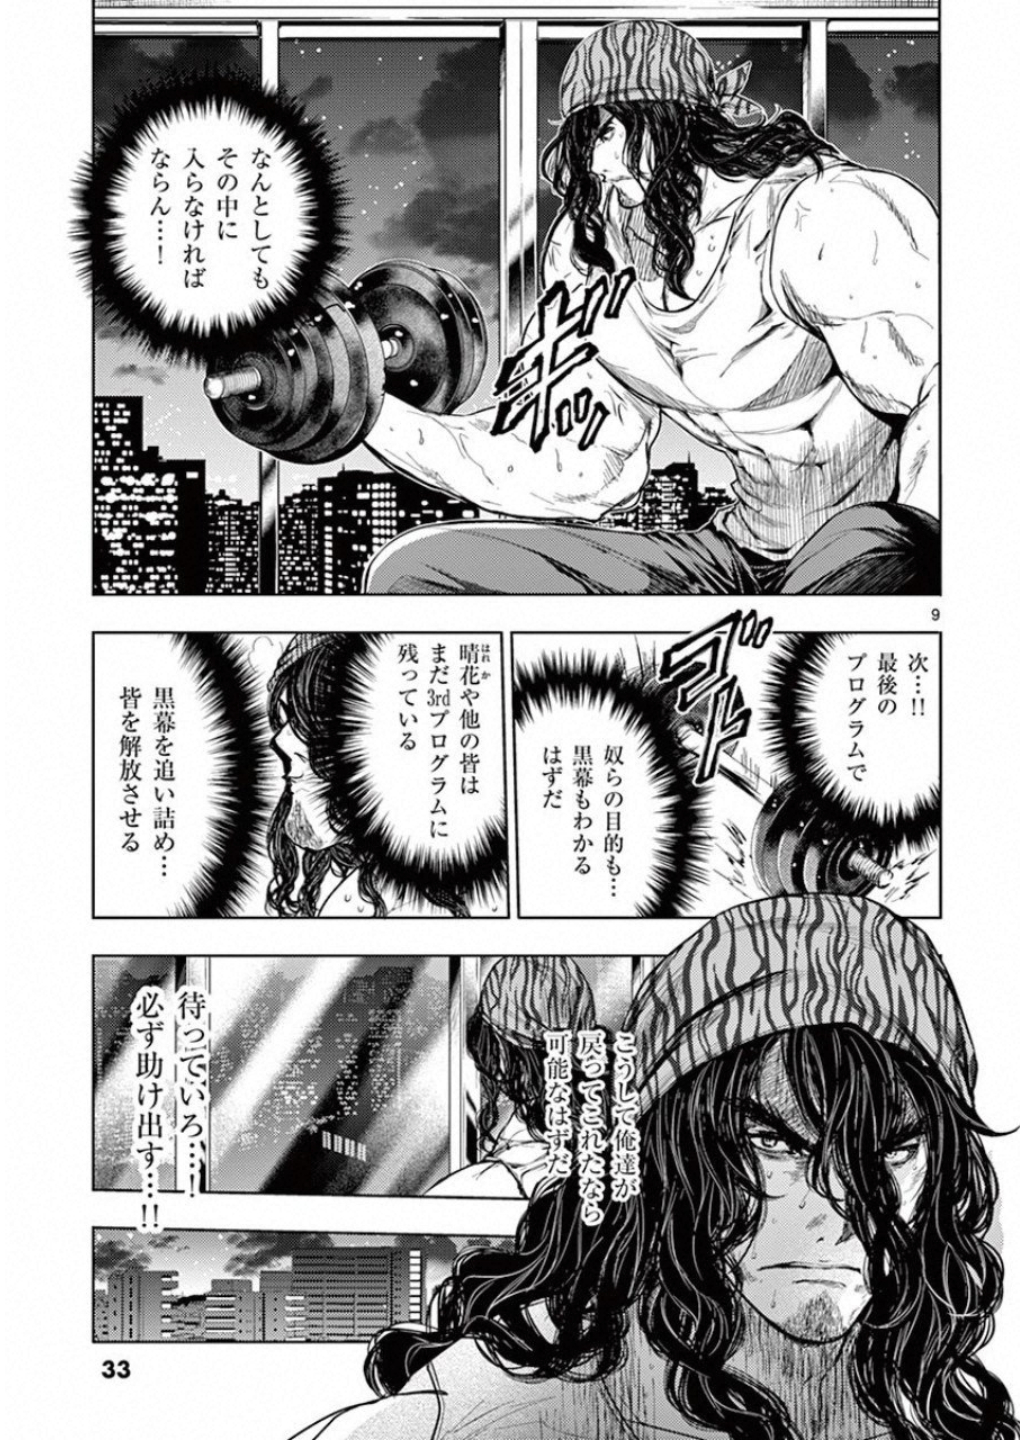 なんとしても
その中に
入らなければ
ならん…！
ギギッ
9
次…!!
最後の
プログラムで
奴らの目的も…
黒幕もわかる
はずだ
グググ
晴花や他の皆は
はれか
まだ3rdプログラムに
残っている
黒幕を追い詰め…
皆を解放させる
こうして俺達が
戻ってこれたなら
可能なはずだ
待っていろ…！
必ず助け出す…!!
33